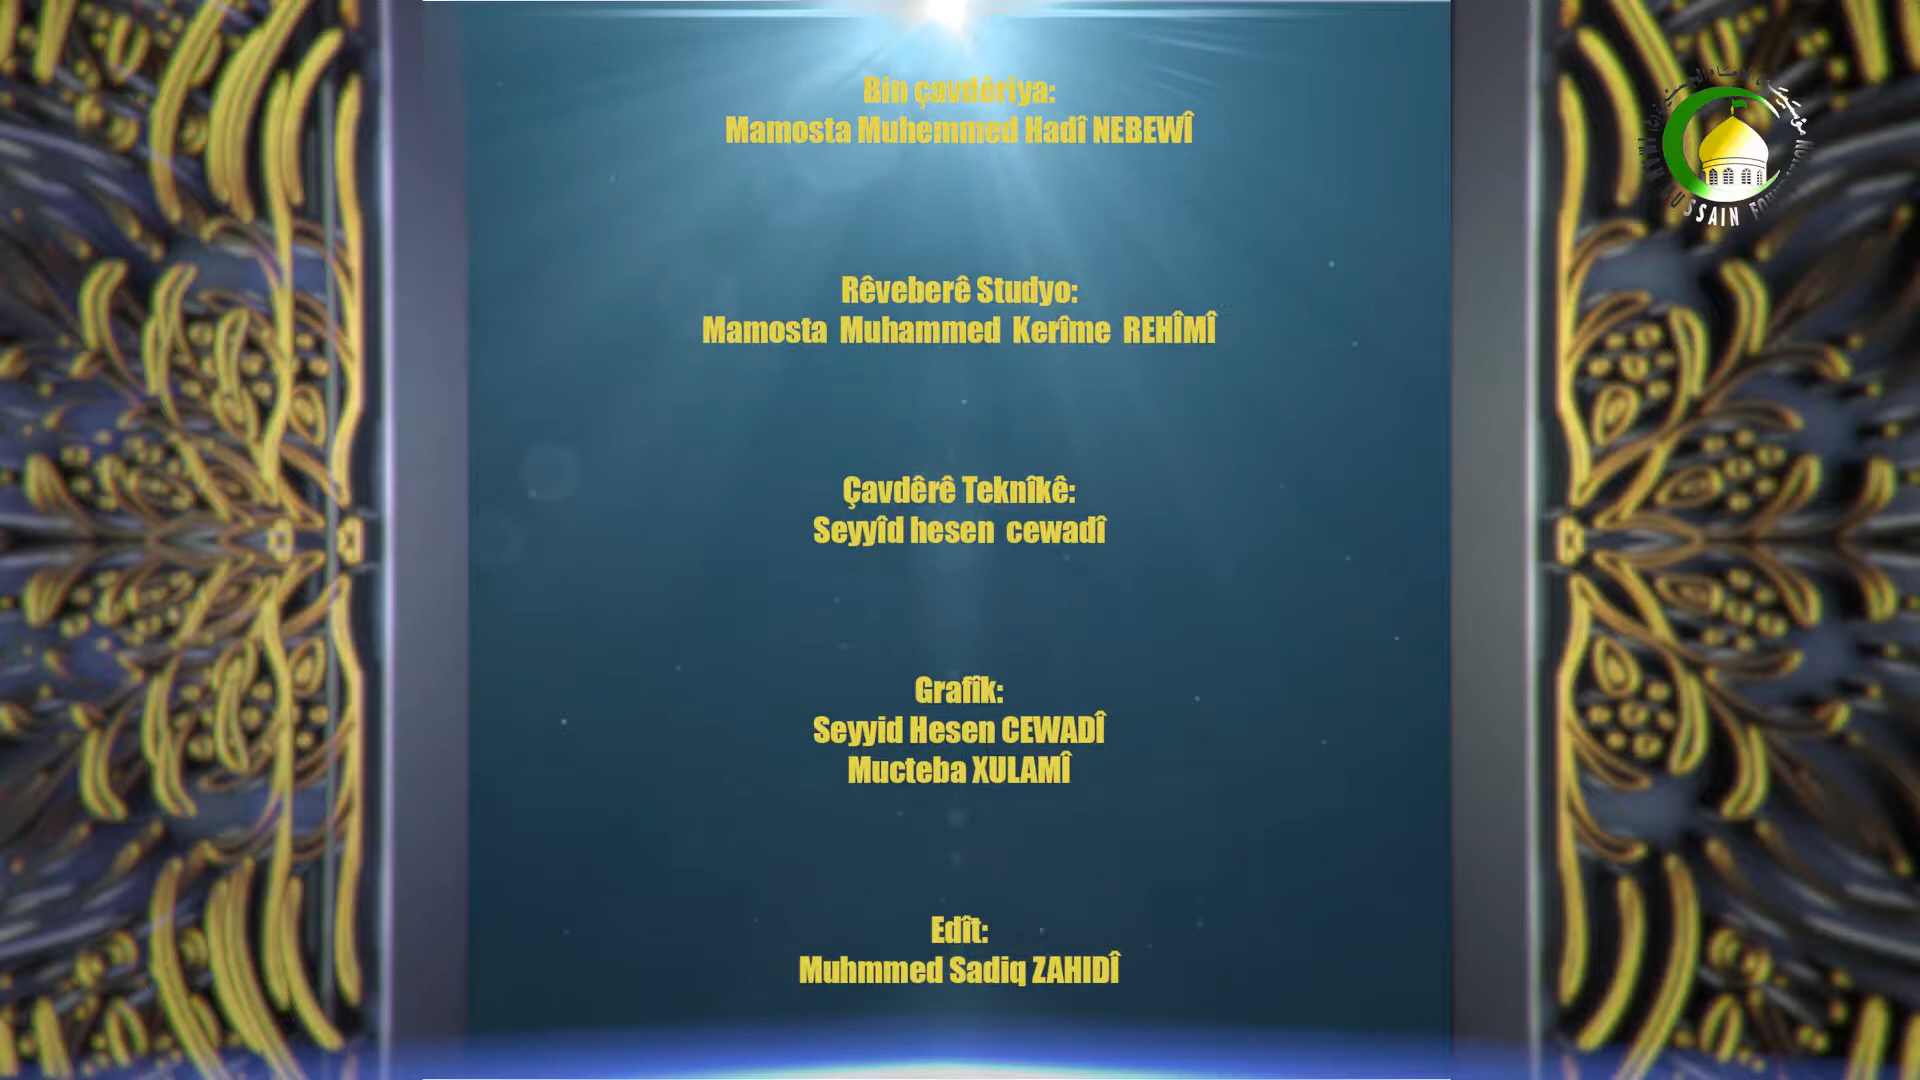 Bin çavdêriya:
Mamosta Muhemmed Hadî NEBEWÎ
Rêveberê Studyo:
Mamosta Muhammed Kerîme REHÎMÎ
Çavdêrê Teknîkê:
Seyyîd hesen cewadî
Grafîk:
Seyyid Hesen CEWADÎ
Mucteba XULAMÎ
Edît:
Muhmmed Sadiq ZAHIDÎ